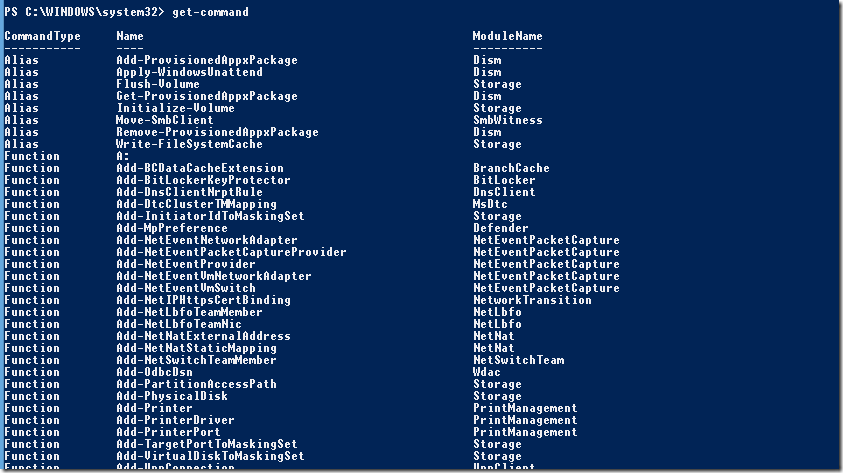 PS C:\WINDOWS\system32> get-command
CommandType Name ModuleName
----------- ---- ----------
Alias Add-ProvisionedAppxPackage Dism
Alias Apply-WindowsUnattend Dism
Alias Flush-Volume Storage
Alias Get-ProvisionedAppxPackage Dism
Alias Initialize-Volume Storage
Alias Move-SmbClient SmbWitness
Alias Remove-ProvisionedAppxPackage Dism
Alias Write-FileSystemCache Storage
Function A:
Function Add-BCDataCacheExtension BranchCache
Function Add-BitLockerKeyProtector BitLocker
Function Add-DnsClientNrptRule DnsClient
Function Add-DtcClusterTMMapping MsDtc
Function Add-InitiatorIdToMaskingSet Storage
Function Add-MpPreference Defender
Function Add-NetEventNetworkAdapter NetEventPacketCapture
Function Add-NetEventPacketCaptureProvider NetEventPacketCapture
Function Add-NetEventProvider NetEventPacketCapture
Function Add-NetEventVmNetworkAdapter NetEventPacketCapture
Function Add-NetEventVmSwitch NetEventPacketCapture
Function Add-NetIPHttpsCertBinding NetworkTransition
Function Add-NetLbfoTeamMember NetLbfo
Function Add-NetLbfoTeamNic NetLbfo
Function Add-NetNatExternalAddress NetNat
Function Add-NetNatStaticMapping NetNat
Function Add-NetSwitchTeamMember NetSwitchTeam
Function Add-OdbcDsn Wdac
Function Add-PartitionAccessPath Storage
Function Add-PhysicalDisk Storage
Function Add-Printer PrintManagement
Function Add-PrinterDriver PrintManagement
Function Add-PrinterPort PrintManagement
Function Add-TargetPortToMaskingSet Storage
Function Add-VirtualDiskToMaskingSet Storage
Function Add-VpnConnection VpnClient